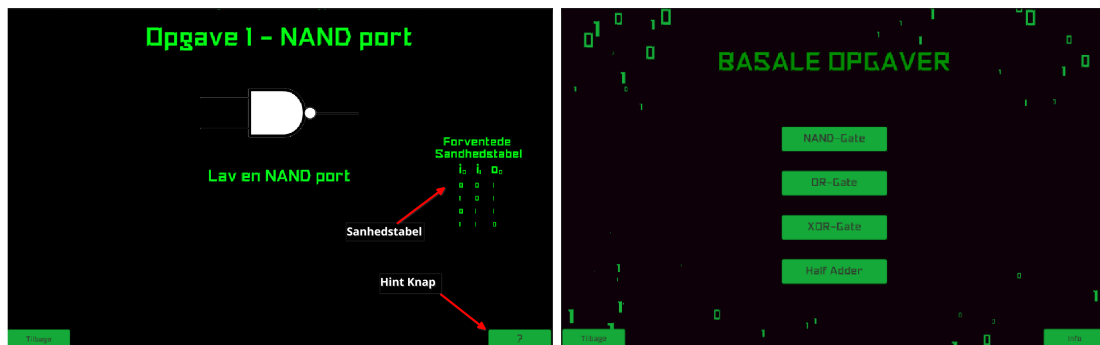 Opgave 1 - NAND port
Lav en NAND port
Forventede
Sandhedstabel
i₀ i₁ o₀
0 0 1
1 0 1
0 1 1
1 1 0
Sanhedstabel
Hint Knap
Tilbage
?
BASALE OPGAVER
NAND-Gate
OR-Gate
XOR-Gate
Half Adder
Tilbage
Info